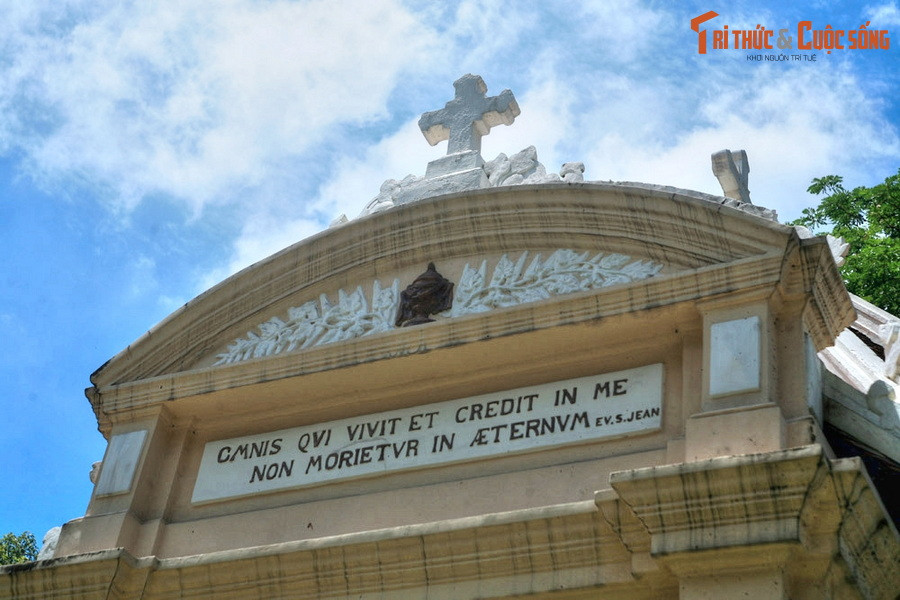 TRI THỨC & CUỘC SỐNG
KHƠI NGUỒN TRÍ TUỆ
OMNIS QVI VIVIT ET CREDIT IN ME
NON MORIETVR IN ÆTERNVM EV. S. JEAN